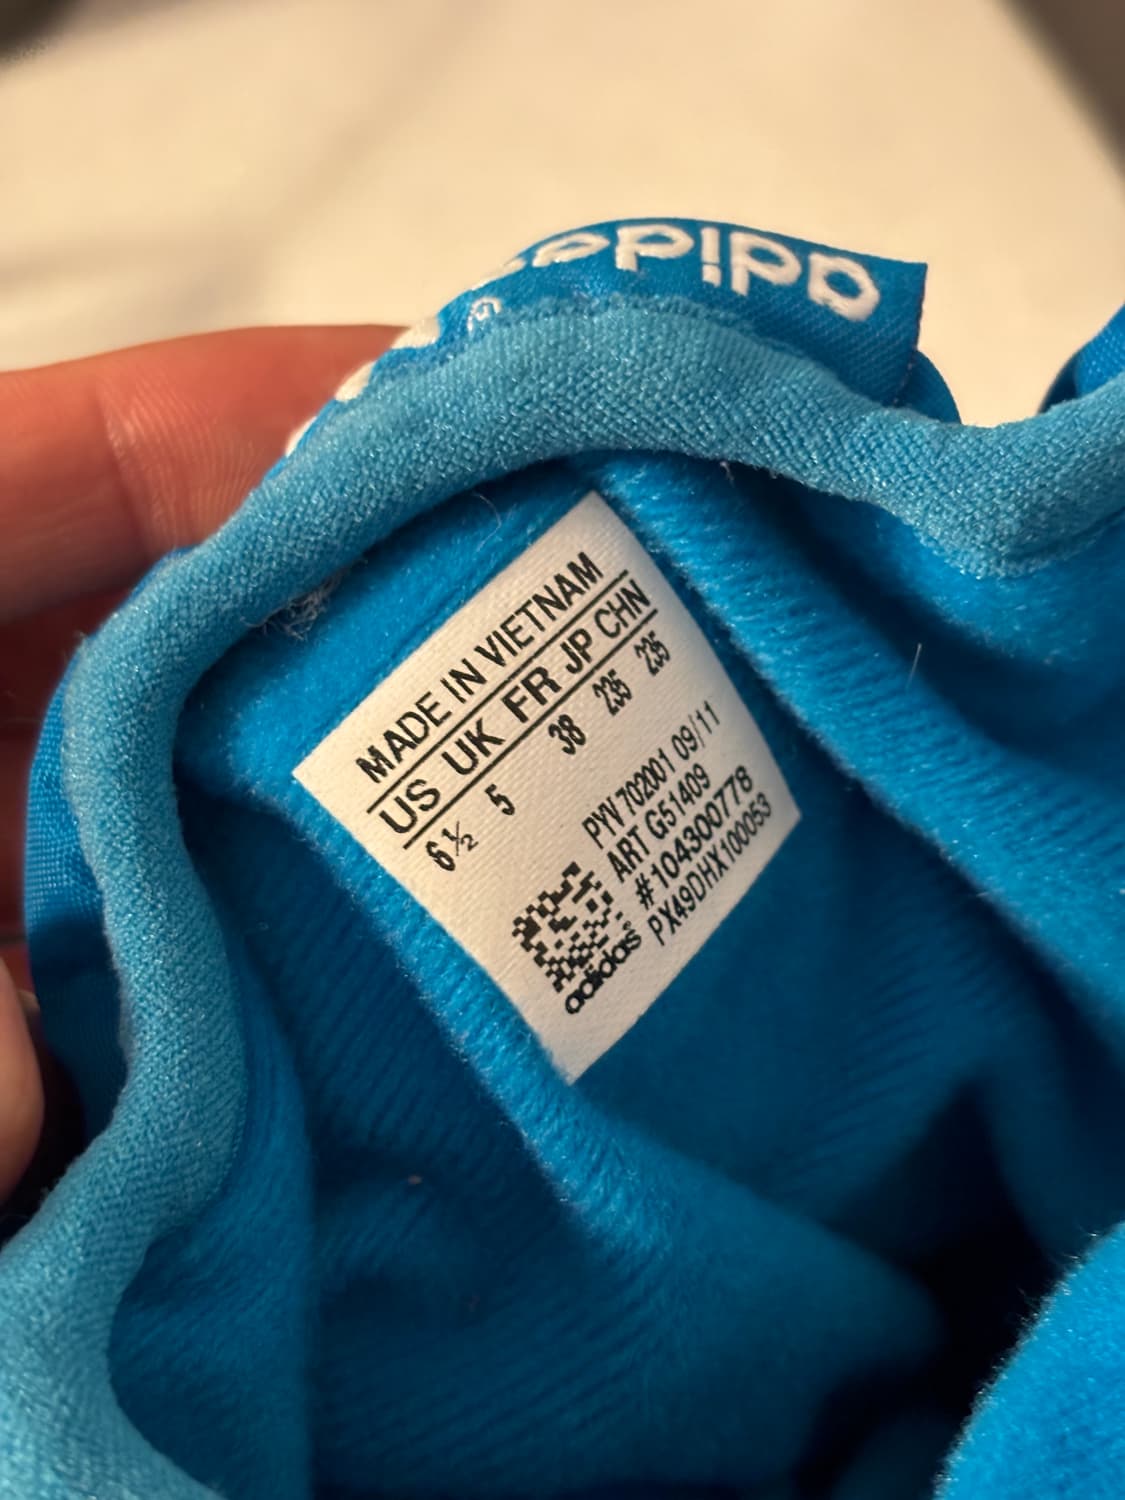 adidas
MADE IN VIETNAM
US UK FR JP CHN
6½ 5 38 235 235
PYV 702001 09/11
ART G51409
#104300778
PX49DHX100053
adidas